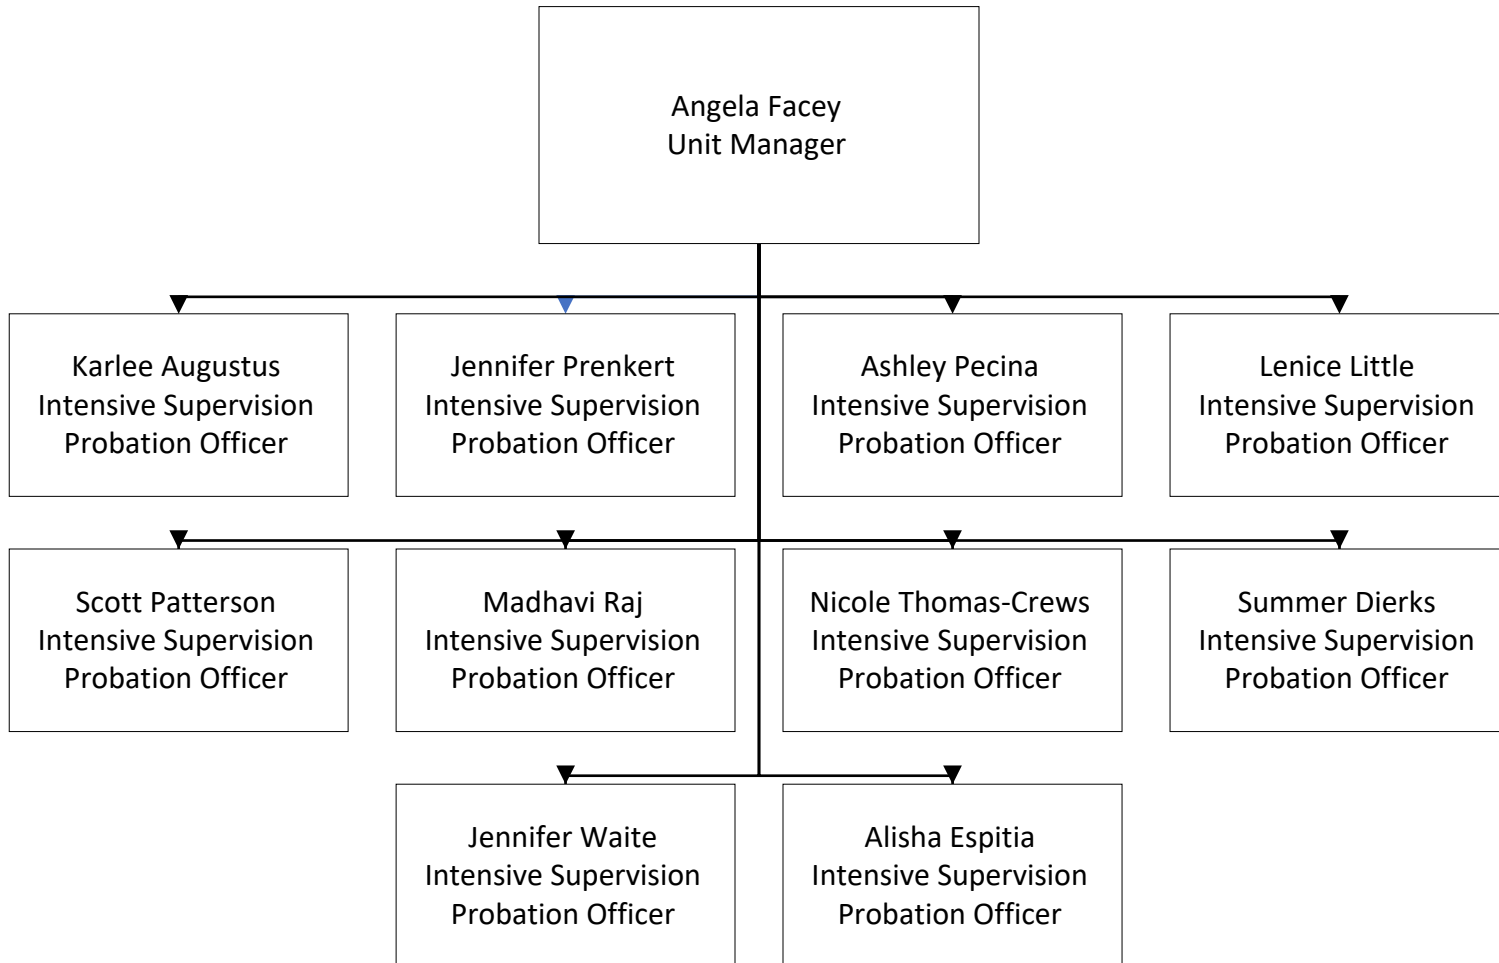 Angela Facey
Unit Manager
Karlee Augustus
Intensive Supervision
Probation Officer
Jennifer Prenkert
Intensive Supervision
Probation Officer
Ashley Pecina
Intensive Supervision
Probation Officer
Lenice Little
Intensive Supervision
Probation Officer
Scott Patterson
Intensive Supervision
Probation Officer
Madhavi Raj
Intensive Supervision
Probation Officer
Nicole Thomas-Crews
Intensive Supervision
Probation Officer
Summer Dierks
Intensive Supervision
Probation Officer
Jennifer Waite
Intensive Supervision
Probation Officer
Alisha Espitia
Intensive Supervision
Probation Officer